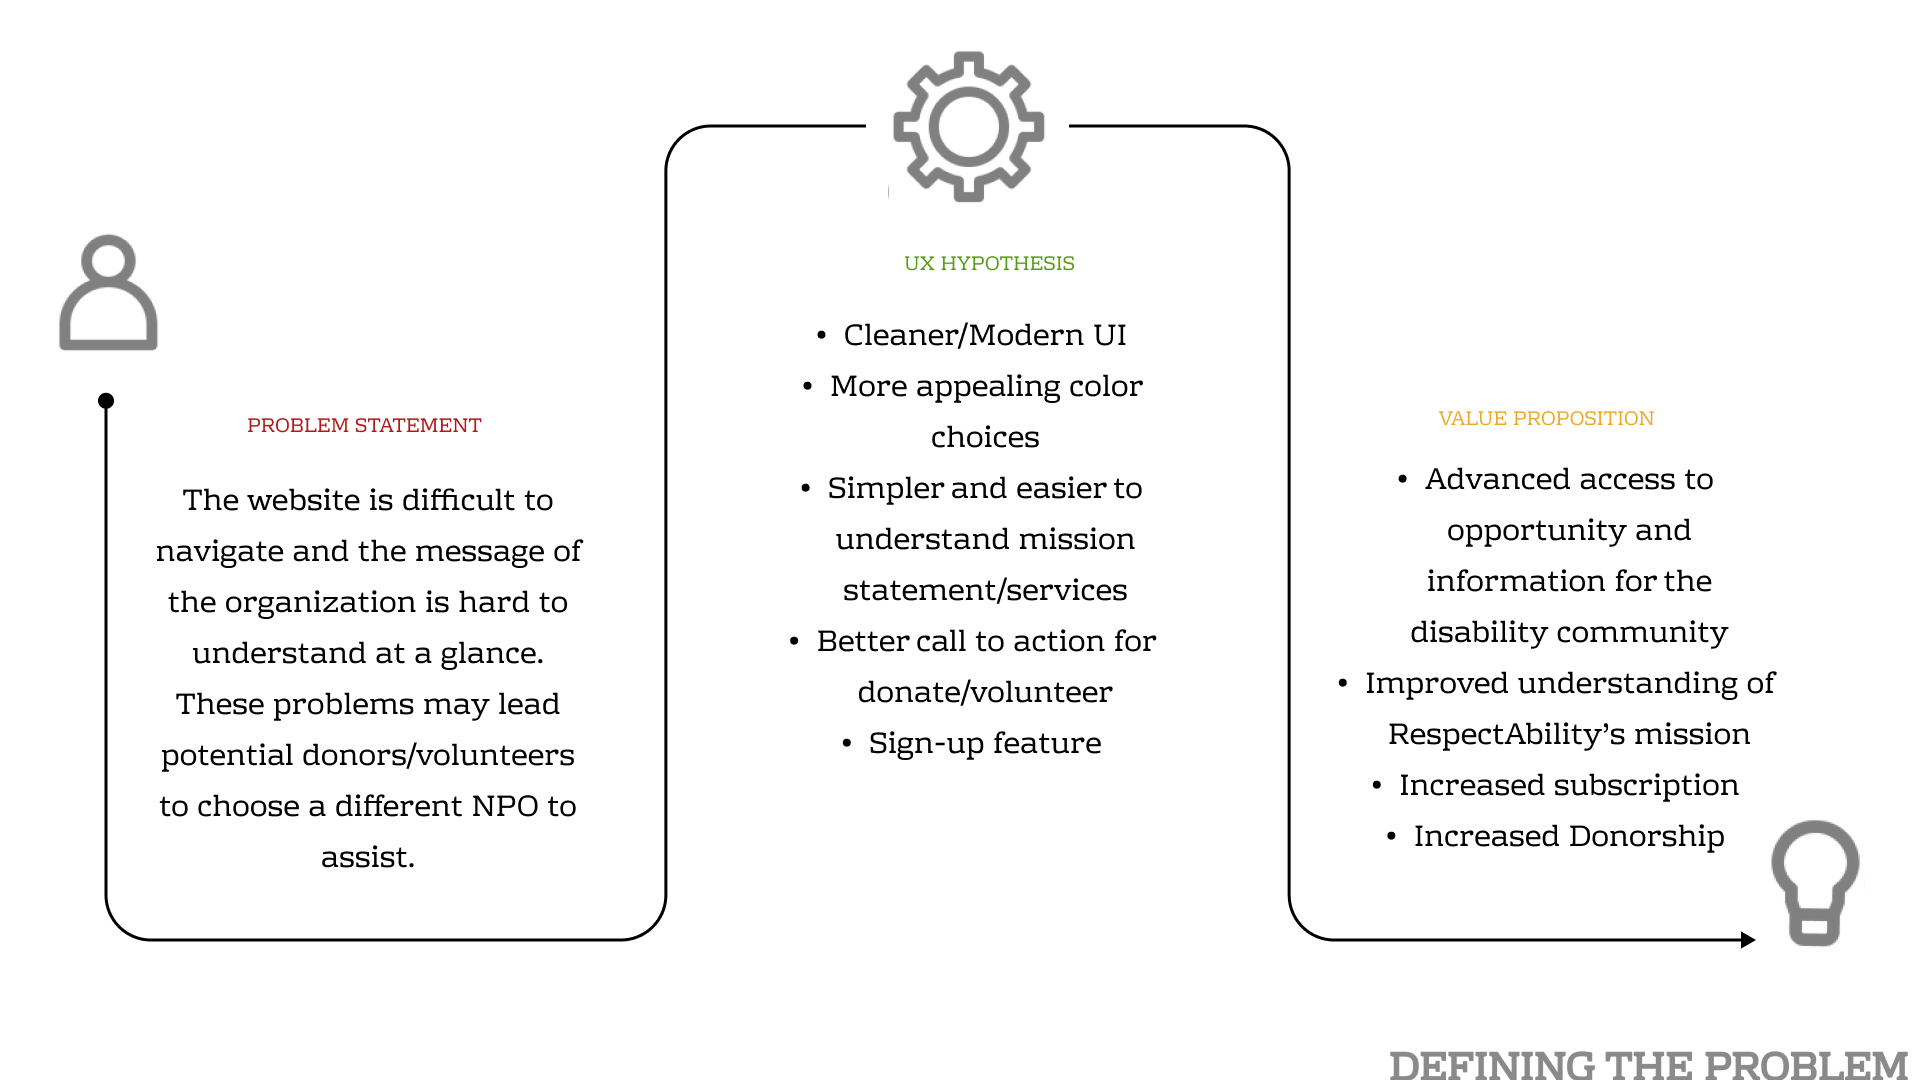 PROBLEM STATEMENT
The website is difficult to
navigate and the message of
the organization is hard to
understand at a glance.
These problems may lead
potential donors/volunteers
to choose a different NPO to
assist.
UX HYPOTHESIS
• Cleaner/Modern UI
• More appealing color
choices
• Simpler and easier to
understand mission
statement/services
• Better call to action for
donate/volunteer
• Sign-up feature
VALUE PROPOSITION
• Advanced access to
opportunity and
information for the
disability community
• Improved understanding of
RespectAbility’s mission
• Increased subscription
• Increased Donorship
DEFINING THE PROBLEM